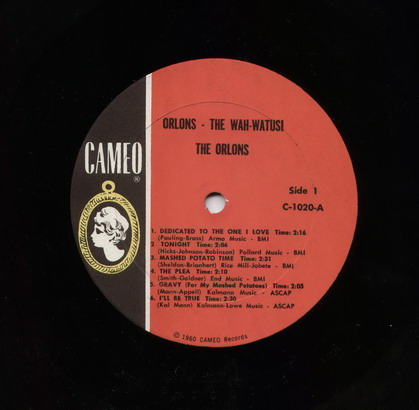 ORLONS - THE WAH-WATUSI
THE ORLONS
CAMEO
®
Side 1
C-1020-A
1. DEDICATED TO THE ONE I LOVE Time: 2:16
(Pauling-Brass) Armo Music - BMI
2. TONIGHT Time: 2:06
(Hicks-Johnson-Robinson) Pollard Music - BMI
3. MASHED POTATO TIME Time: 2:31
(Sheldon-Brianhert) Rice Mill-Jobete - BMI
4. THE PLEA Time: 2:10
(Smith-Goldner) End Music - BMI
5. GRAVY (For My Mashed Potatoes) Time: 2:05
(Mann-Appell) Kalmann Music - ASCAP
6. I'LL BE TRUE Time: 2:30
(Kal Mann) Kalmann-Lowe Music - ASCAP
© 1960 CAMEO Records